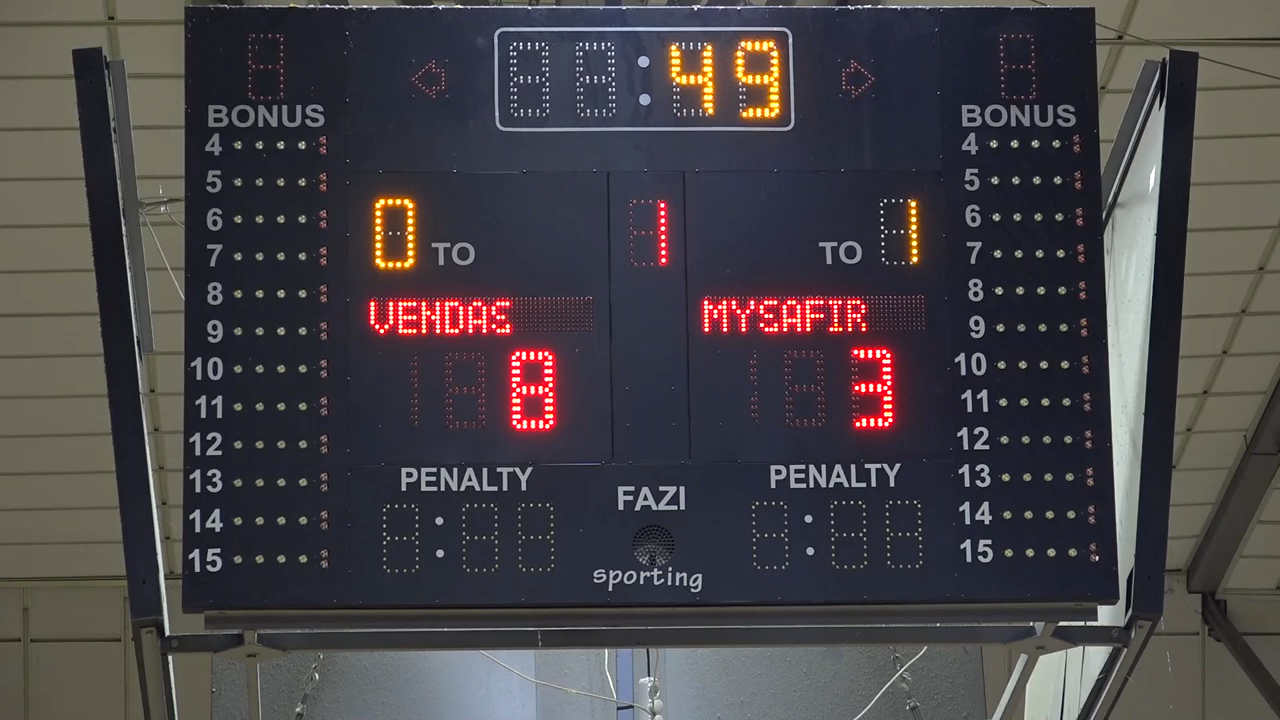 :49
BONUS BONUS
4 4
5 5
0 TO 1 TO 1
6 6
7 7
8 8
VENDAS MYSAFIR
9 9
10 10
8 3
11 11
12 12
PENALTY PENALTY
13 13
FAZI
14 : : 14
15 15
sporting